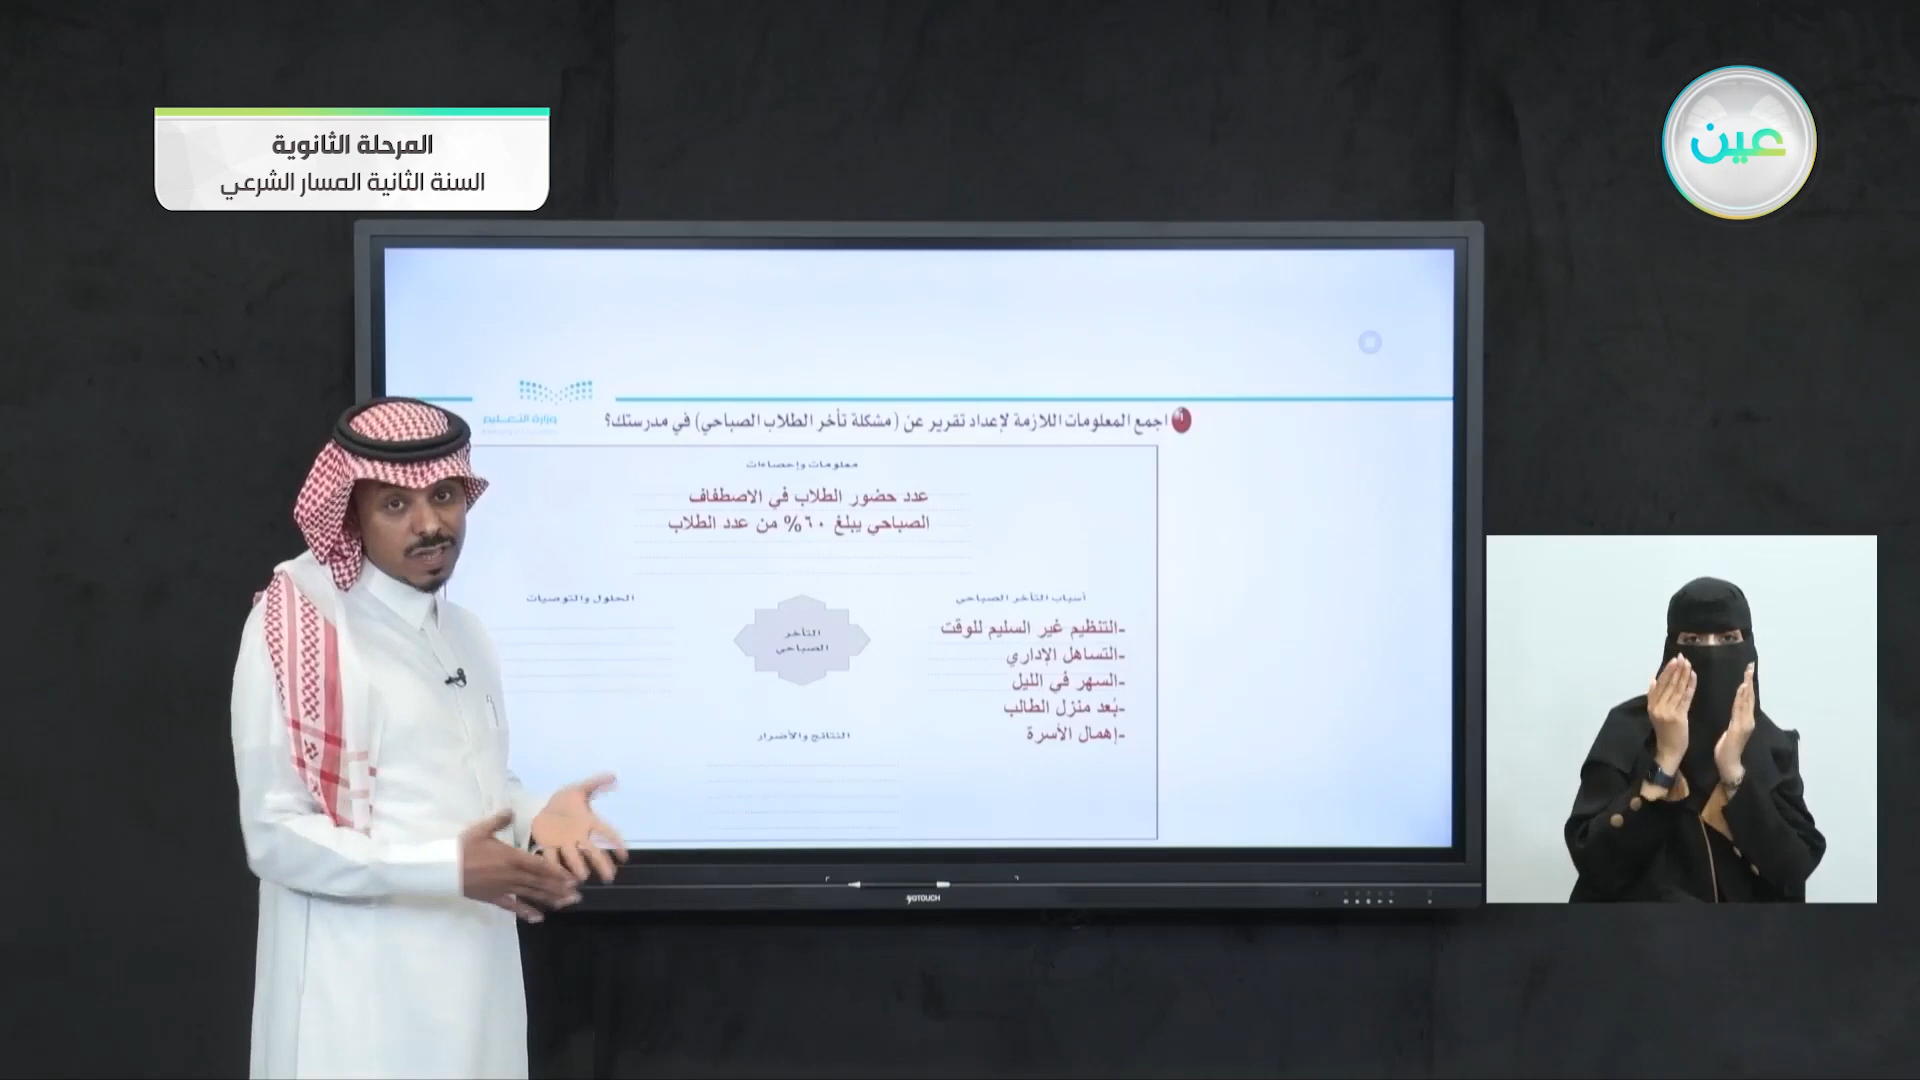 المرحلة الثانوية
السنة الثانية المسار الشرعي
عين
وزارة التعليم
اجمع المعلومات اللازمة لإعداد تقرير عن (مشكلة تأخر الطلاب الصباحي) في مدرستك؟
معلومات وإحصاءات
عدد حضور الطلاب في الاصطفاف
الصباحي يبلغ ٦٠% من عدد الطلاب
أسباب التأخر الصباحي
-التنظيم غير السليم للوقت
-التساهل الإداري
-السهر في الليل
-بُعد منزل الطالب
-إهمال الأسرة
التأخر
الصباحي
الحلول والتوصيات
النتائج والأضرار